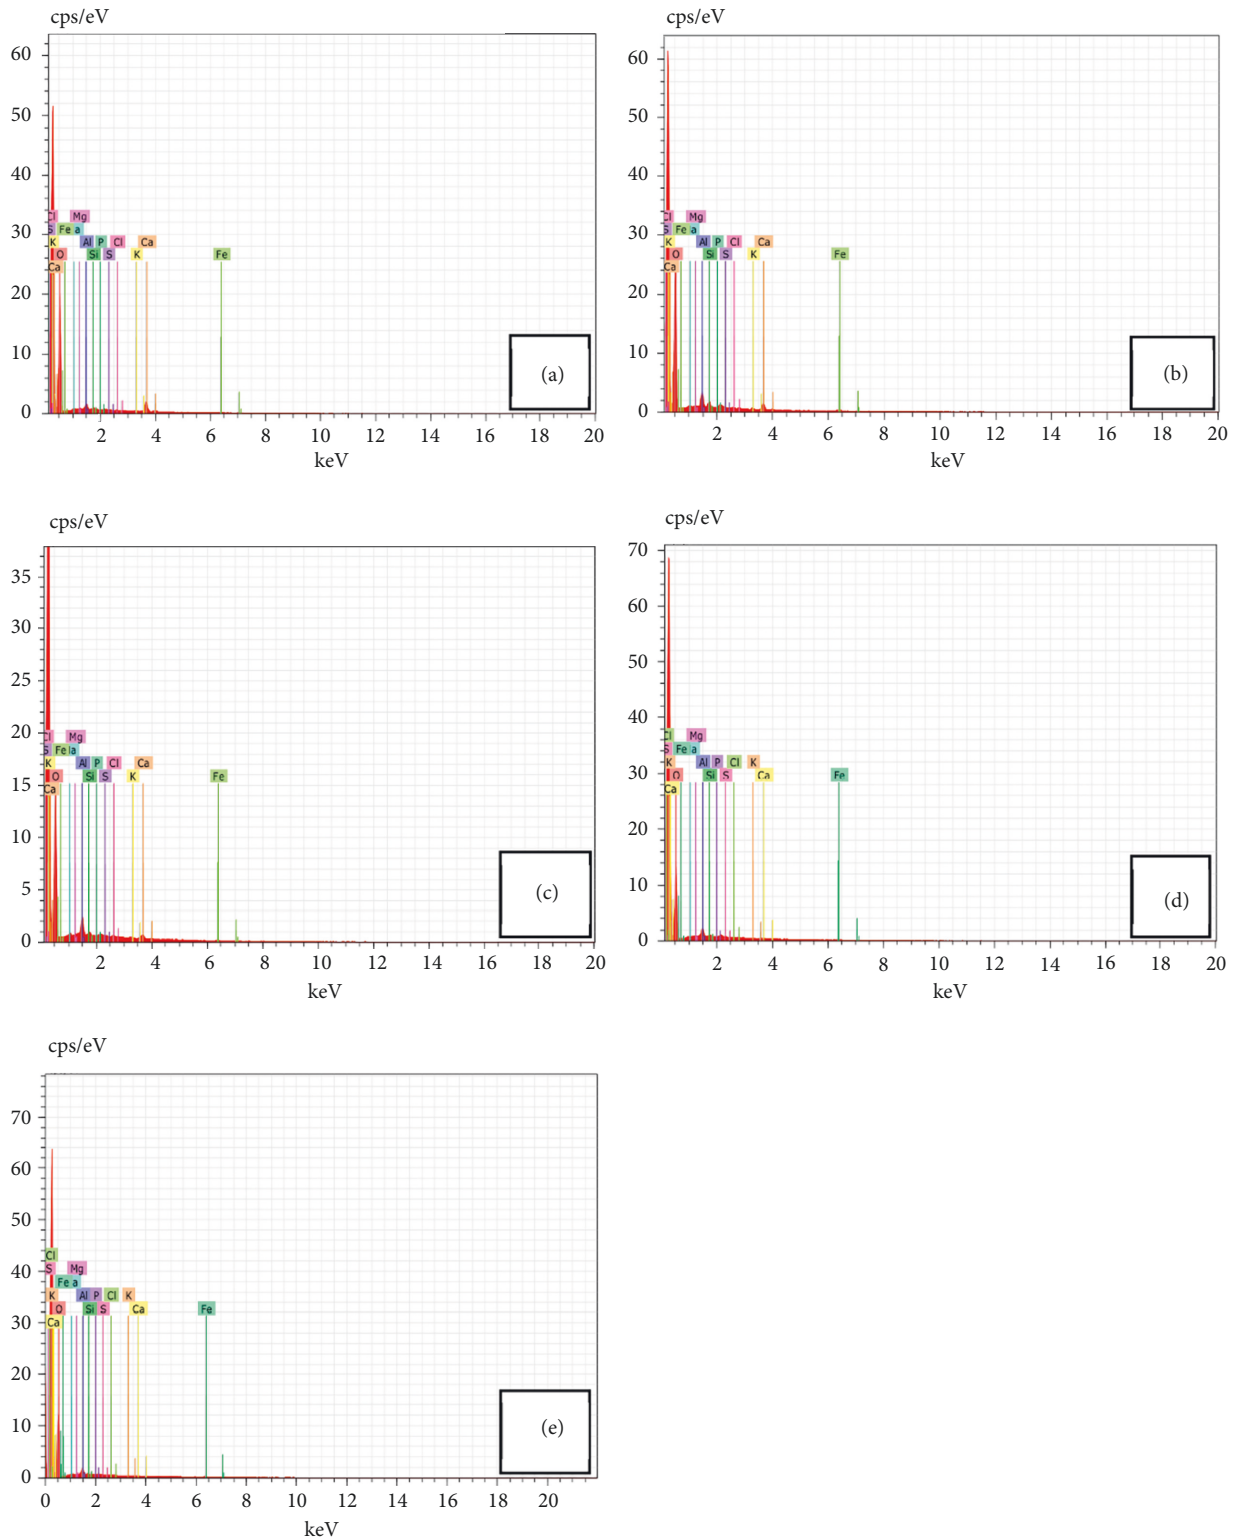 cps/eV
60
50
40
30
20
10
0
Cl Mg
S Fe a
K Al P Cl Ca
O Si S K Fe
Ca
(a)
2 4 6 8 10 12 14 16 18 20
keV
cps/eV
60
50
40
30
20
10
0
Cl Mg
S Fe a
K Al P Cl Ca
O Si S K Fe
Ca
(b)
2 4 6 8 10 12 14 16 18 20
keV
cps/eV
35
30
25
20
15
10
5
0
Cl Mg
S Fe a
K Al P Cl Ca
O Si S K Fe
Ca
(c)
2 4 6 8 10 12 14 16 18 20
keV
cps/eV
70
60
50
40
30
20
10
0
Cl Mg
S Fe a
K Al P Cl K
O Si S Ca Fe
Ca
(d)
2 4 6 8 10 12 14 16 18 20
keV
cps/eV
70
60
50
40
30
20
10
0
Cl
S Mg
Fe a
K Al P Cl K
O Si S Ca Fe
Ca
(e)
0 2 4 6 8 10 12 14 16 18 20
keV